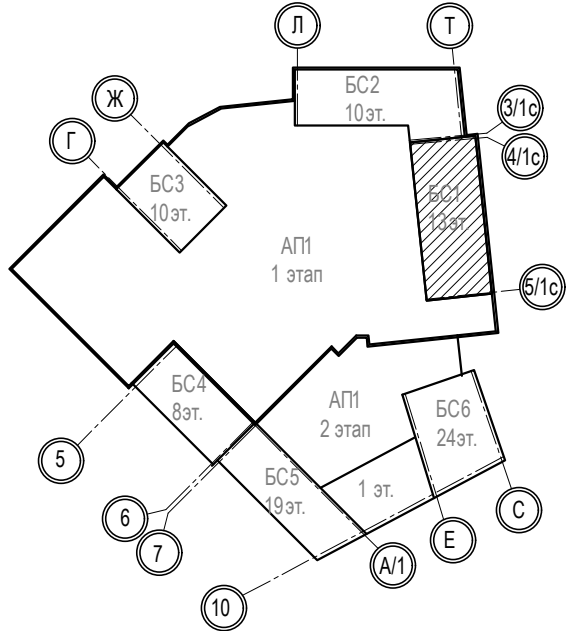 Л
Т
Ж
БС2
10эт.
3/1с
Г
4/1с
БС3
10эт.
БС1
13эт.
АП1
1 этап
5/1с
БС4
8эт.
АП1
2 этап
БС6
24эт.
5
БС5
19эт.
1 эт.
6
7
С
Е
А/1
10